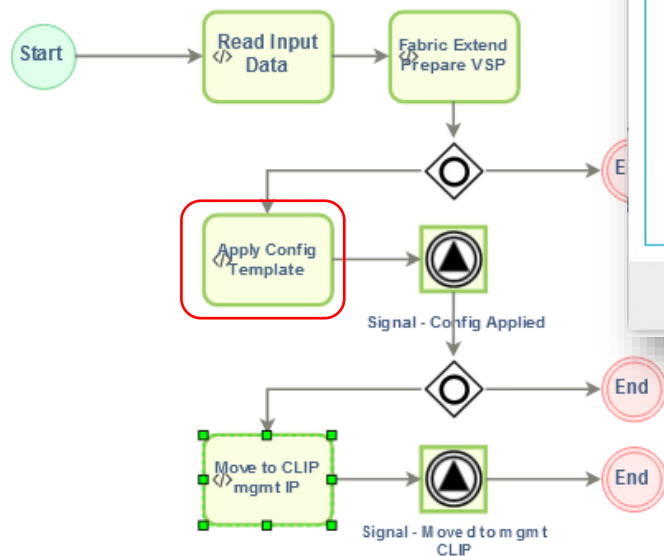 Start
Read Input
Data
Fabric Extend
Prepare VSP
Apply Config
Template
Signal - Config Applied
End
Move to CLIP
mgmt IP
End
Signal - Moved to mgmt
CLIP